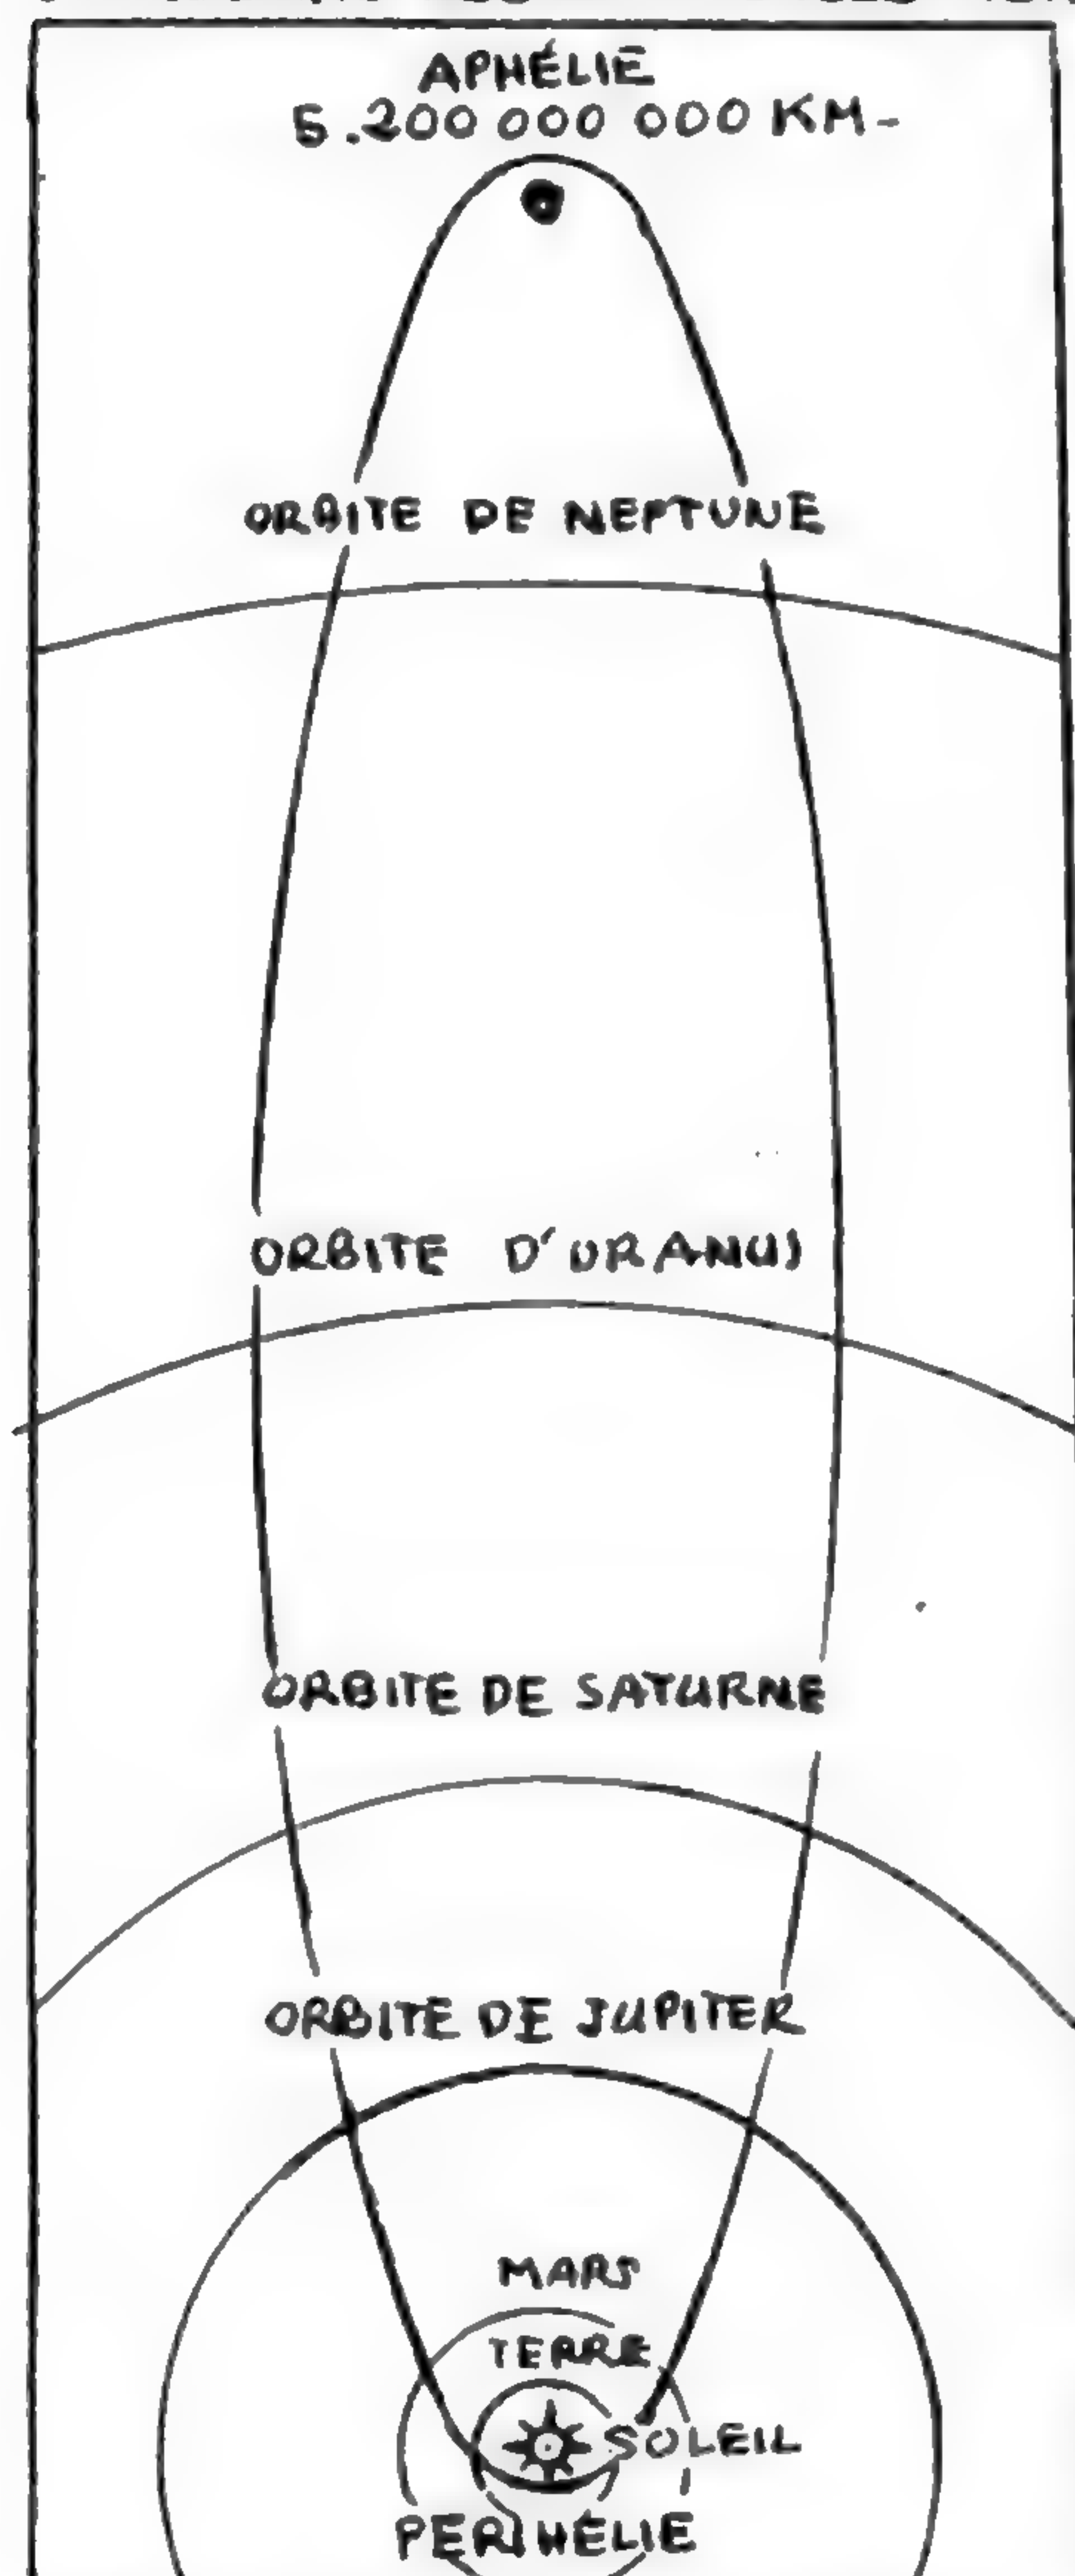 APHÉLIE
5.200 000 000 KM-
ORBITE DE NEPTUNE
ORBITE D'URANUS
ORBITE DE SATURNE
ORBITE DE JUPITER
MARS
TERRE
SOLEIL
PERIHÉLIE